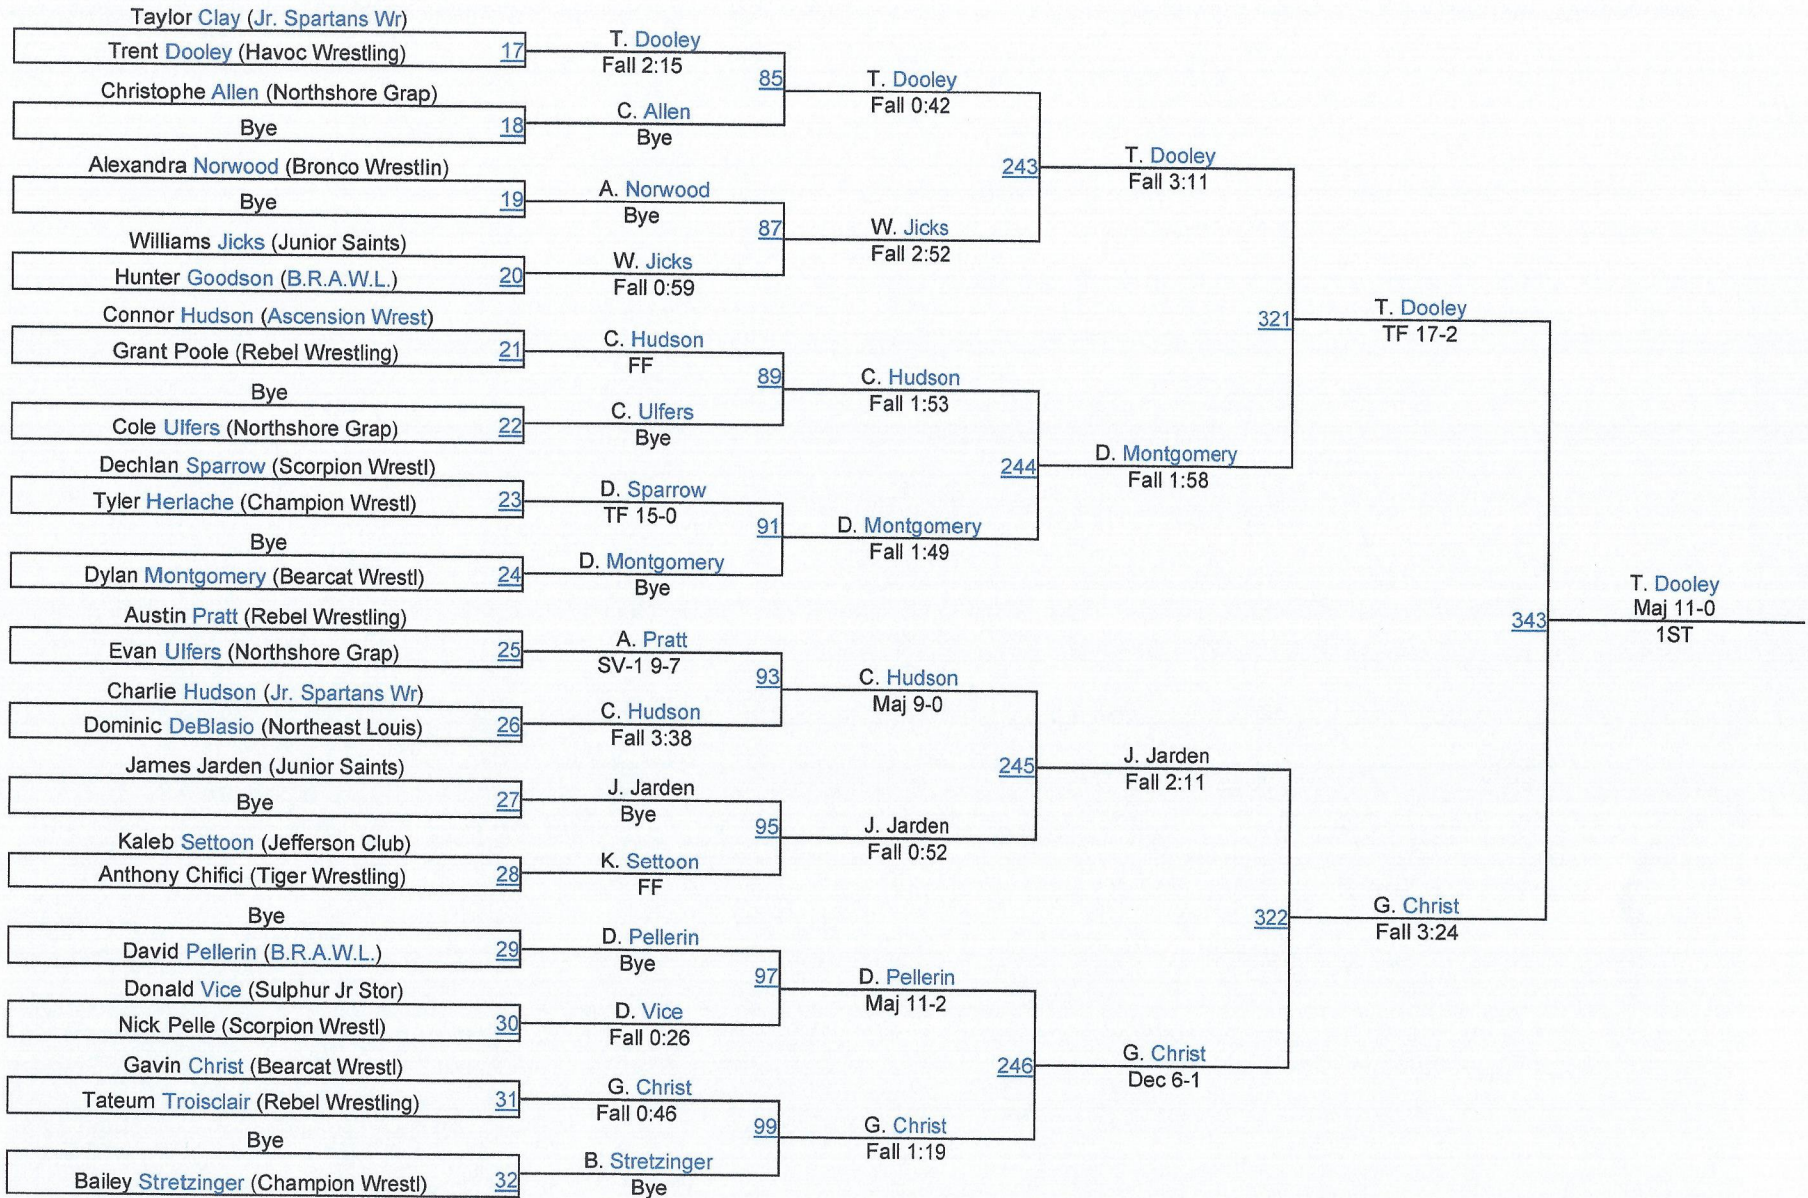 Taylor Clay (Jr. Spartans Wr)
Trent Dooley (Havoc Wrestling) 17
Christophe Allen (Northshore Grap)
Bye 18
Alexandra Norwood (Bronco Wrestlin)
Bye 19
Williams Jicks (Junior Saints)
Hunter Goodson (B.R.A.W.L.) 20
Connor Hudson (Ascension Wrest)
Grant Poole (Rebel Wrestling) 21
Bye
Cole Ulfers (Northshore Grap) 22
Dechlan Sparrow (Scorpion Wrestl)
Tyler Herlache (Champion Wrestl) 23
Bye
Dylan Montgomery (Bearcat Wrestl) 24
Austin Pratt (Rebel Wrestling)
Evan Ulfers (Northshore Grap) 25
Charlie Hudson (Jr. Spartans Wr)
Dominic DeBlasio (Northeast Louis) 26
James Jarden (Junior Saints)
Bye 27
Kaleb Settoon (Jefferson Club)
Anthony Chifici (Tiger Wrestling) 28
Bye
David Pellerin (B.R.A.W.L.) 29
Donald Vice (Sulphur Jr Stor)
Nick Pelle (Scorpion Wrestl) 30
Gavin Christ (Bearcat Wrestl)
Tateum Troisclair (Rebel Wrestling) 31
Bye
Bailey Stretzinger (Champion Wrestl) 32
T. Dooley
Fall 2:15
85
C. Allen
Bye
A. Norwood
Bye
87
W. Jicks
Fall 0:59
C. Hudson
FF
89
C. Ulfers
Bye
D. Sparrow
TF 15-0
91
D. Montgomery
Bye
A. Pratt
SV-1 9-7
93
C. Hudson
Fall 3:38
J. Jarden
Bye
95
K. Settoon
FF
D. Pellerin
Bye
97
D. Vice
Fall 0:26
G. Christ
Fall 0:46
99
B. Stretzinger
Bye
T. Dooley
Fall 0:42
243
W. Jicks
Fall 2:52
C. Hudson
Fall 1:53
244
D. Montgomery
Fall 1:49
C. Hudson
Maj 9-0
245
J. Jarden
Fall 0:52
D. Pellerin
Maj 11-2
246
G. Christ
Fall 1:19
T. Dooley
Fall 3:11
321
D. Montgomery
Fall 1:58
J. Jarden
Fall 2:11
322
G. Christ
Dec 6-1
T. Dooley
TF 17-2
343
G. Christ
Fall 3:24
T. Dooley
Maj 11-0
1ST